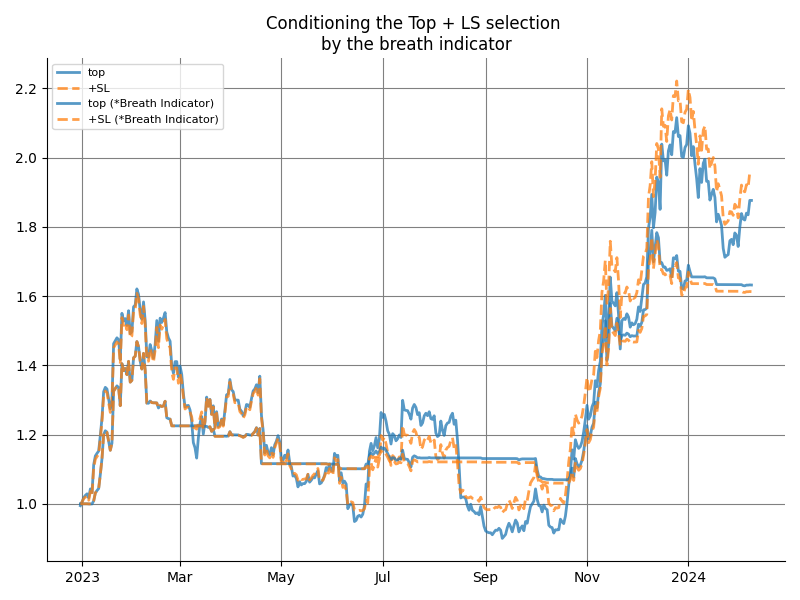 Conditioning the Top + LS selection
by the breath indicator
top
+SL
top (*Breath Indicator)
+SL (*Breath Indicator)
2.2
2.0
1.8
1.6
1.4
1.2
1.0
2023
Mar
May
Jul
Sep
Nov
2024